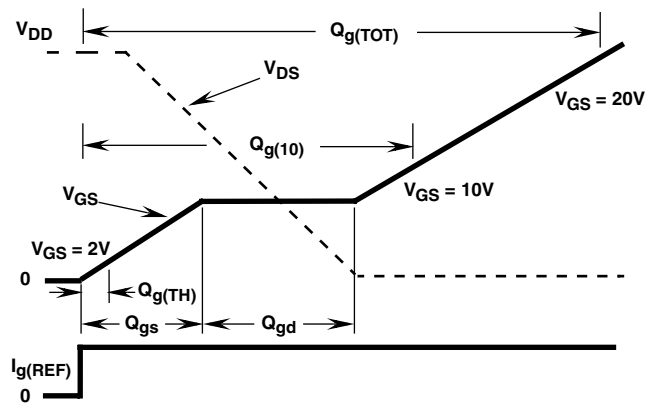 V_DD
Q_g(TOT)
V_DS
V_GS = 20V
Q_g(10)
V_GS
V_GS = 10V
V_GS = 2V
0
Q_g(TH)
Q_gs
Q_gd
I_g(REF)
0